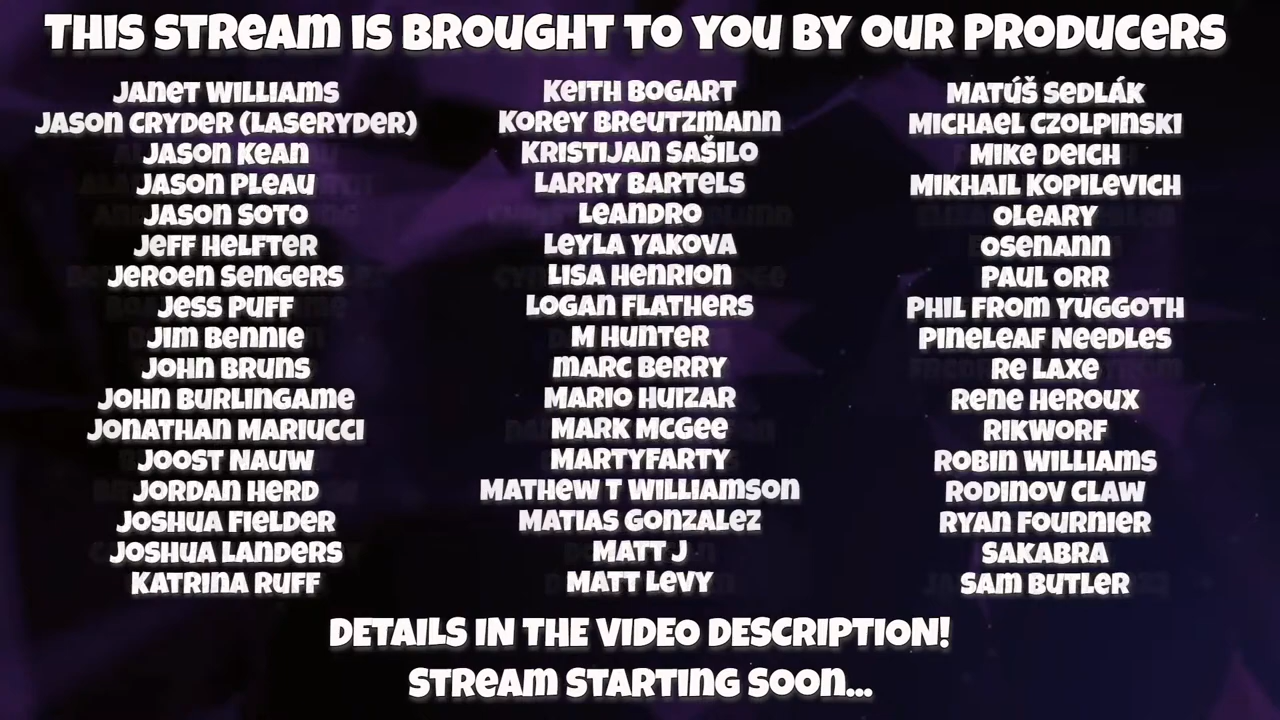 THIS STREAM IS BROUGHT TO YOU BY OUR PRODUCERS
JANET WILLIAMS
JASON CRYDER (LASERYDER)
JASON KEAN
JASON PLEAU
JASON SOTO
JEFF HELFTER
JEROEN SENGERS
JESS PUFF
JIM BENNIE
JOHN BRUNS
JOHN BURLINGAME
JONATHAN MARIUCCI
JOOST NAUW
JORDAN HERD
JOSHUA FIELDER
JOSHUA LANDERS
KATRINA RUFF
KEITH BOGART
KOREY BREUTZMANN
KRISTIJAN SAŠILO
LARRY BARTELS
LEANDRO
LEYLA YAKOVA
LISA HENRION
LOGAN FLATHERS
M HUNTER
MARC BERRY
MARIO HUIZAR
MARK MCGEE
MARTYFARTY
MATHEW T WILLIAMSON
MATIAS GONZALEZ
MATT J
MATT LEVY
MATÚŠ SEDLÁK
MICHAEL CZOLPINSKI
MIKE DEICH
MIKHAIL KOPILEVICH
OLEARY
OSENANN
PAUL ORR
PHIL FROM YUGGOTH
PINELEAF NEEDLES
RE LAXE
RENE HEROUX
RIKWORF
ROBIN WILLIAMS
RODINOV CLAW
RYAN FOURNIER
SAKABRA
SAM BUTLER
DETAILS IN THE VIDEO DESCRIPTION!
STREAM STARTING SOON...